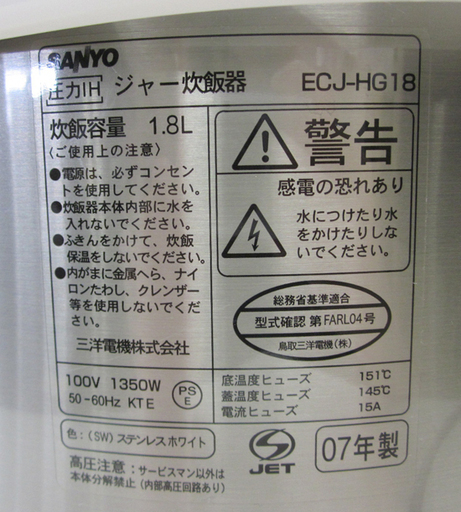 SANYO
圧力IH ジャー炊飯器 ECJ-HG18
炊飯容量 1.8L
〈ご使用上の注意〉
●電源は、必ずコンセン
トを使用してください。
●炊飯器本体内部に水を
入れないでください。
●ふきんをかけて、炊飯
保温をしないでください。
●内がまに金属へら、ナイ
ロンたわし、クレンザー
等を使用しないでくだ
さい。
三洋電機株式会社
警告
感電の恐れあり
水につけたり水
をかけたりしな
いでください。
総務省基準適合
型式確認 第FARL04号
鳥取三洋電機(株)
100V 1350W
50-60Hz KTE
PS
E
底温度ヒューズ 151℃
蓋温度ヒューズ 145℃
電流ヒューズ 15A
色:(SW)ステンレスホワイト
高圧注意:サービスマン以外は
本体分解禁止(内部高圧回路あり)
S
JET
07年製